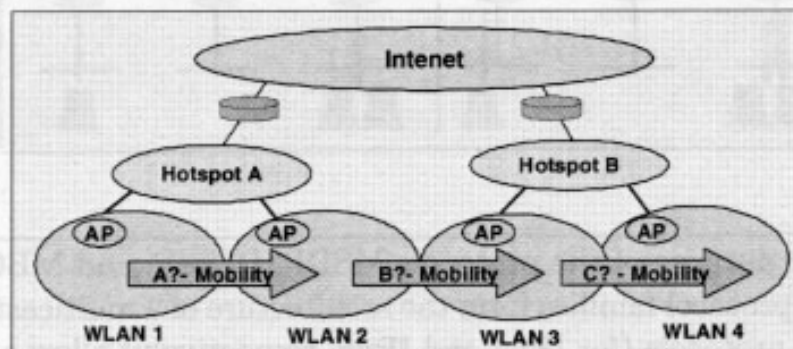 Intenet
Hotspot A
Hotspot B
AP
AP
AP
AP
A?- Mobility
B?- Mobility
C? - Mobility
WLAN 1
WLAN 2
WLAN 3
WLAN 4